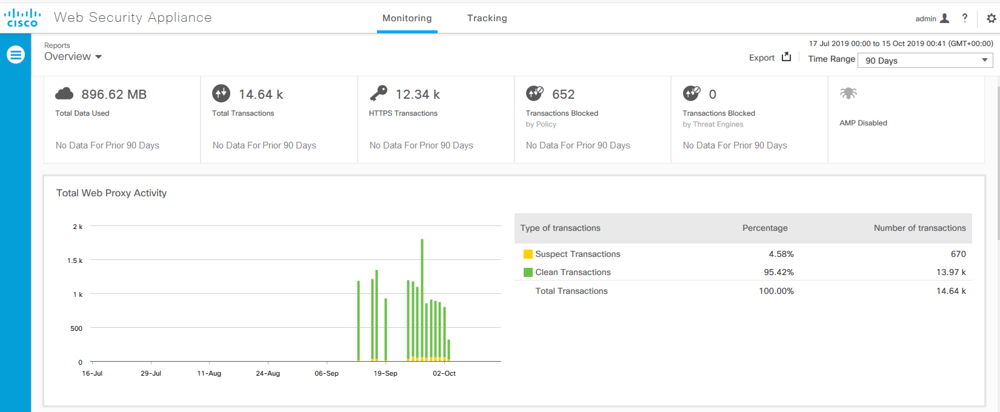 CISCO
Web Security Appliance
Monitoring
Tracking
admin
?
Reports
Overview
17 Jul 2019 00:00 to 15 Oct 2019 00:41 (GMT+00:00)
Export
Time Range
90 Days
896.62 MB
Total Data Used
No Data For Prior 90 Days
14.64 k
Total Transactions
No Data For Prior 90 Days
12.34 k
HTTPS Transactions
No Data For Prior 90 Days
652
Transactions Blocked
by Policy
No Data For Prior 90 Days
0
Transactions Blocked
by Threat Engines
No Data For Prior 90 Days
AMP Disabled
Total Web Proxy Activity
2 k
1.5 k
1 k
500
0
16-Jul 29-Jul 11-Aug 24-Aug 06-Sep 19-Sep 02-Oct
Type of transactions Percentage Number of transactions
Suspect Transactions 4.58% 670
Clean Transactions 95.42% 13.97 k
Total Transactions 100.00% 14.64 k